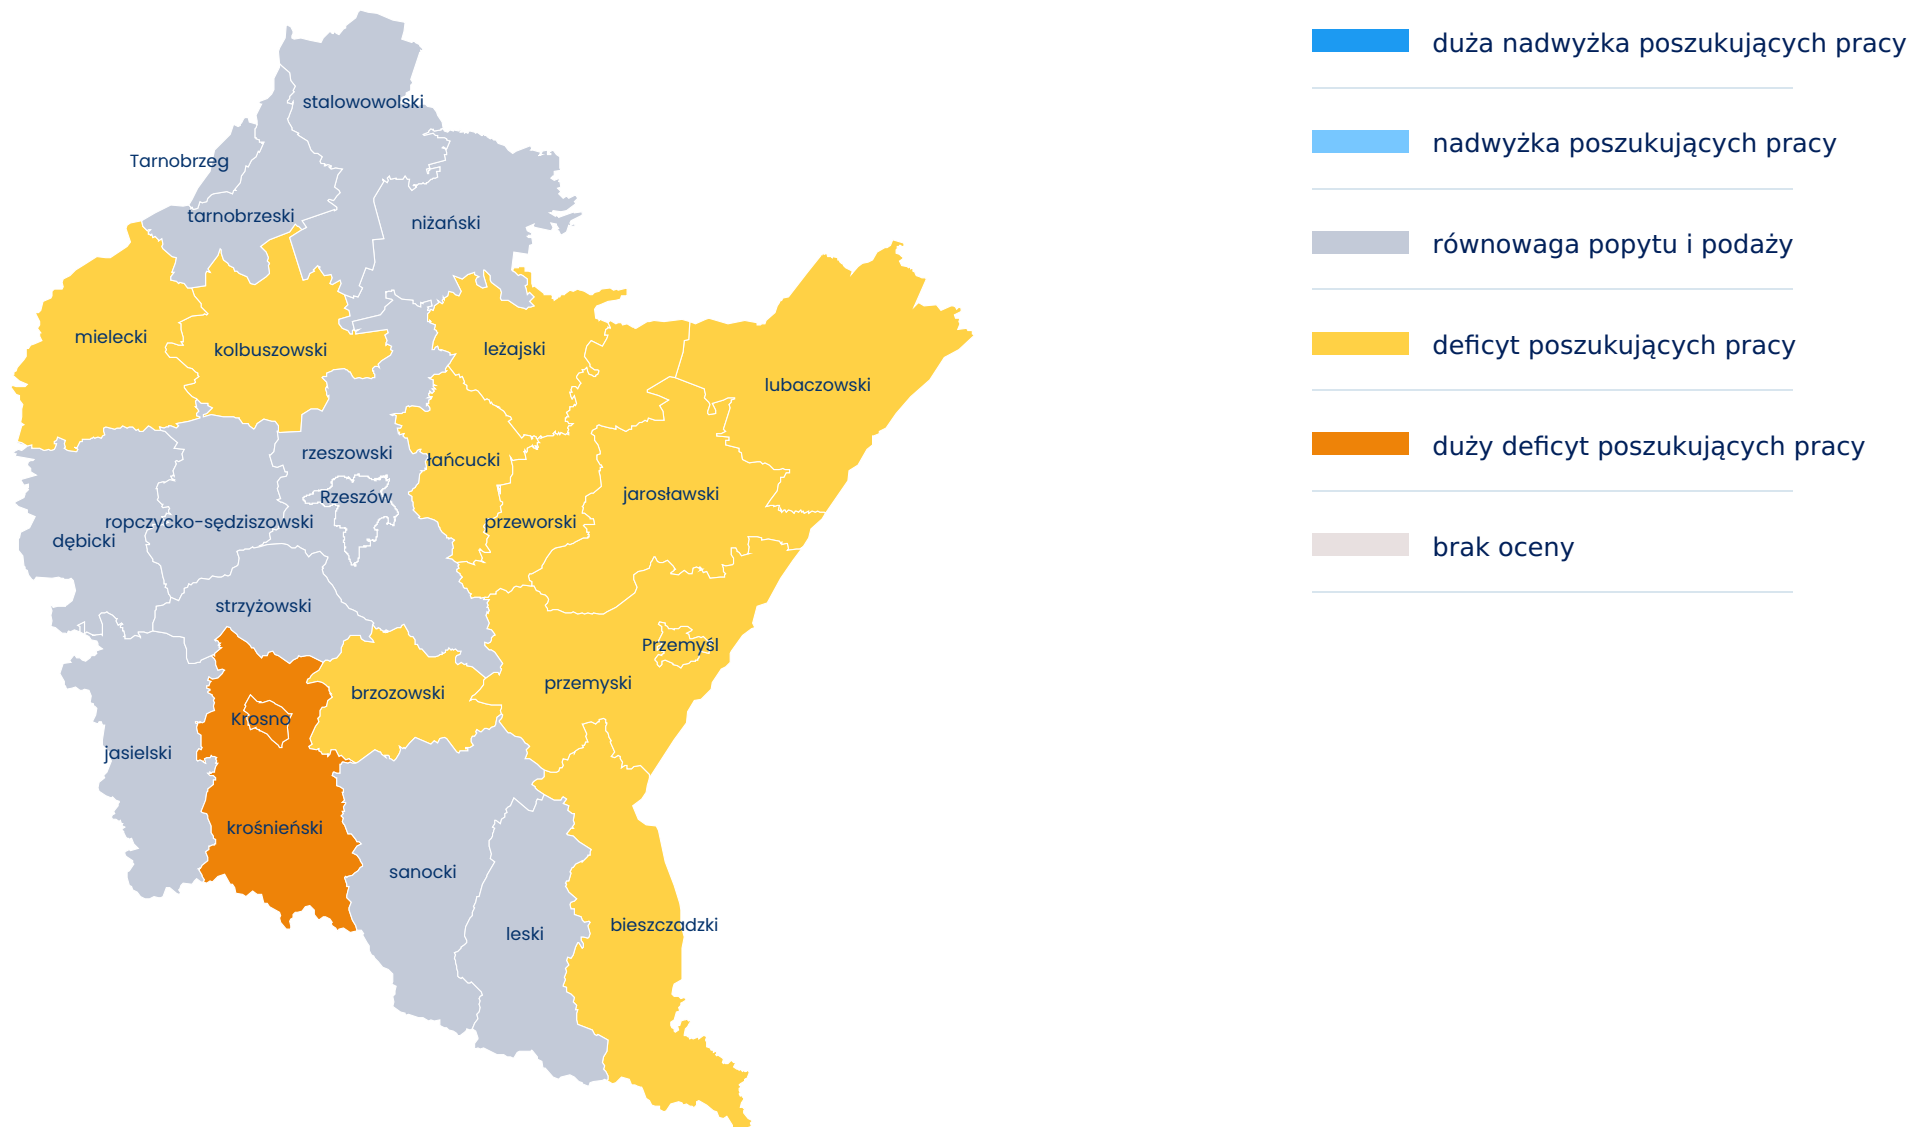 stalowowolski
Tarnobrzeg
tarnobrzeski
niżański
mielecki
kolbuszowski
leżajski
lubaczowski
rzeszowski
łańcucki
Rzeszów
jarosławski
ropczycko-sędziszowski
przeworski
dębicki
strzyżowski
Przemyśl
przemyski
brzozowski
Krosno
jasielski
krośnieński
sanocki
bieszczadzki
leski
duża nadwyżka poszukujących pracy
nadwyżka poszukujących pracy
równowaga popytu i podaży
deficyt poszukujących pracy
duży deficyt poszukujących pracy
brak oceny